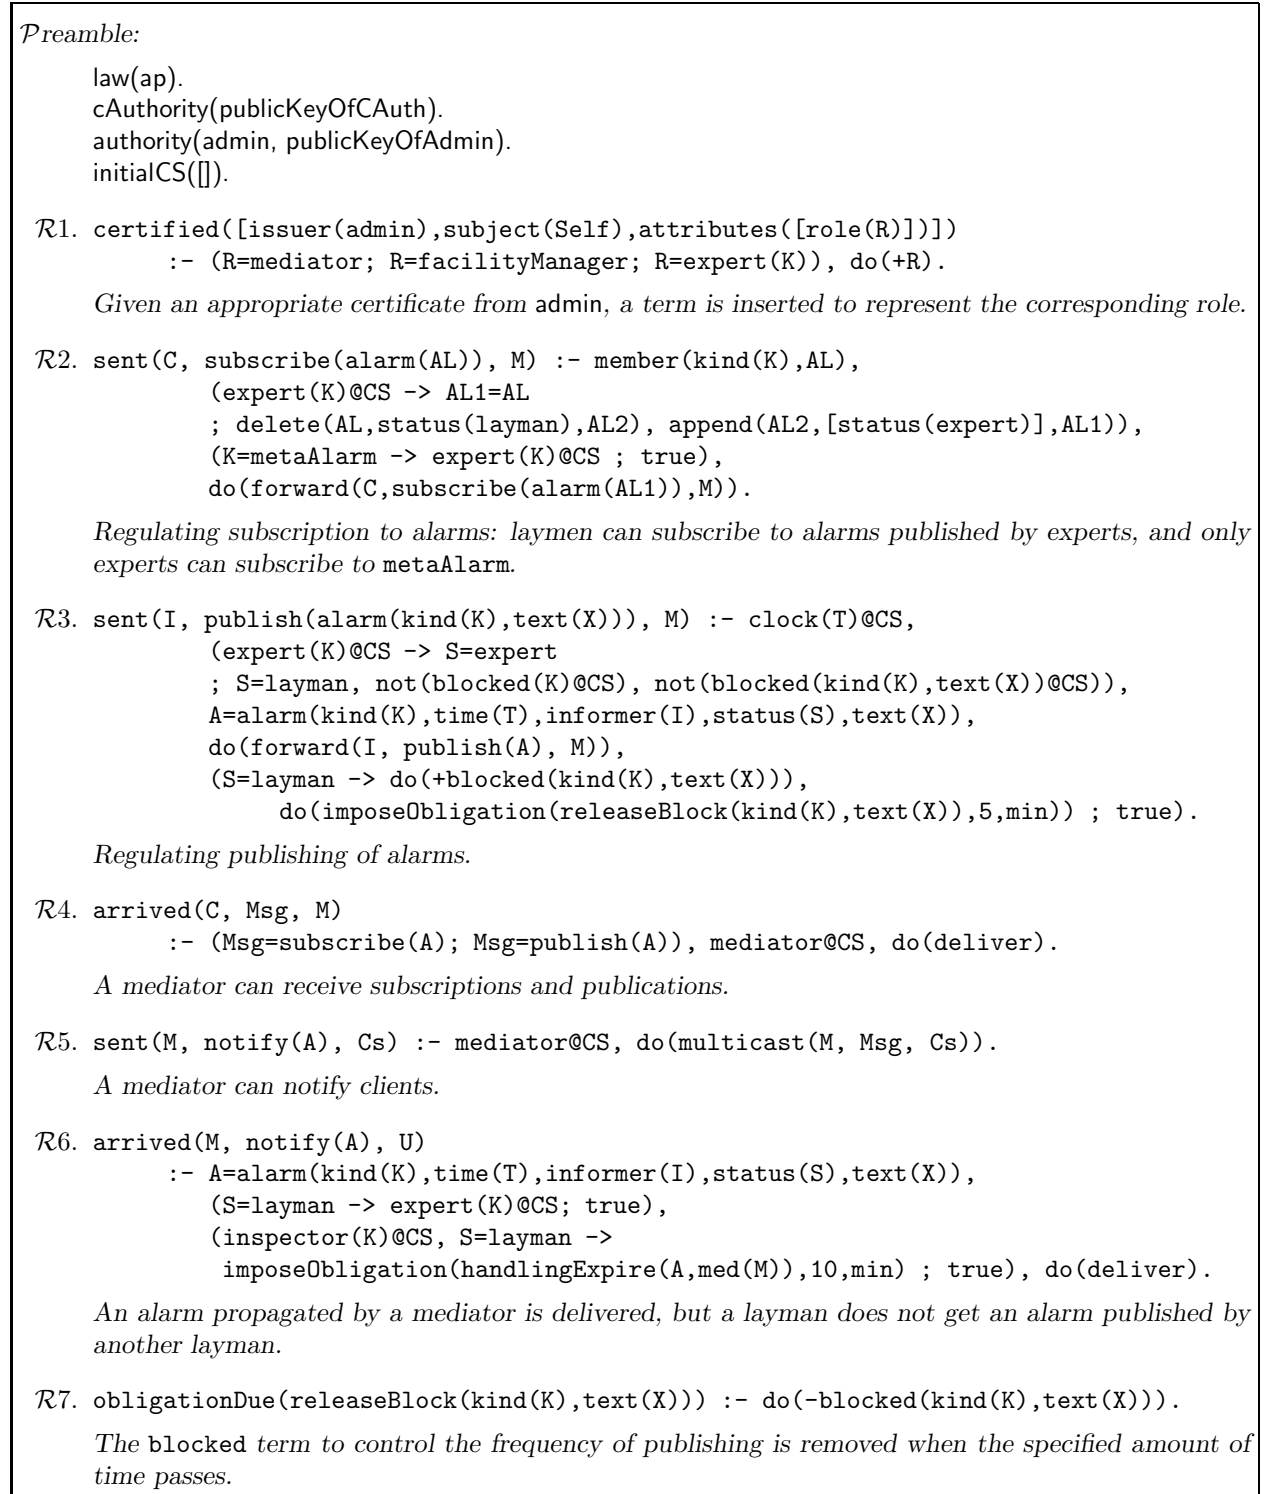 Preamble:
law(ap).
cAuthority(publicKeyOfCAuth).
authority(admin, publicKeyOfAdmin).
initialCS([]).
R1. certified([issuer(admin),subject(Self),attributes([role(R)])])
:- (R=mediator; R=facilityManager; R=expert(K)), do(+R).
Given an appropriate certificate from admin, a term is inserted to represent the corresponding role.
R2. sent(C, subscribe(alarm(AL)), M) :- member(kind(K),AL),
(expert(K)@CS -> AL1=AL
; delete(AL,status(layman),AL2), append(AL2,[status(expert)],AL1)),
(K=metaAlarm -> expert(K)@CS ; true),
do(forward(C,subscribe(alarm(AL1)),M)).
Regulating subscription to alarms: laymen can subscribe to alarms published by experts, and only
experts can subscribe to metaAlarm.
R3. sent(I, publish(alarm(kind(K),text(X))), M) :- clock(T)@CS,
(expert(K)@CS -> S=expert
; S=layman, not(blocked(K)@CS), not(blocked(kind(K),text(X))@CS)),
A=alarm(kind(K),time(T),informer(I),status(S),text(X)),
do(forward(I, publish(A), M)),
(S=layman -> do(+blocked(kind(K),text(X))),
do(imposeObligation(releaseBlock(kind(K),text(X)),5,min)) ; true).
Regulating publishing of alarms.
R4. arrived(C, Msg, M)
:- (Msg=subscribe(A); Msg=publish(A)), mediator@CS, do(deliver).
A mediator can receive subscriptions and publications.
R5. sent(M, notify(A), Cs) :- mediator@CS, do(multicast(M, Msg, Cs)).
A mediator can notify clients.
R6. arrived(M, notify(A), U)
:- A=alarm(kind(K),time(T),informer(I),status(S),text(X)),
(S=layman -> expert(K)@CS; true),
(inspector(K)@CS, S=layman ->
imposeObligation(handlingExpire(A,med(M)),10,min) ; true), do(deliver).
An alarm propagated by a mediator is delivered, but a layman does not get an alarm published by
another layman.
R7. obligationDue(releaseBlock(kind(K),text(X))) :- do(-blocked(kind(K),text(X))).
The blocked term to control the frequency of publishing is removed when the specified amount of
time passes.